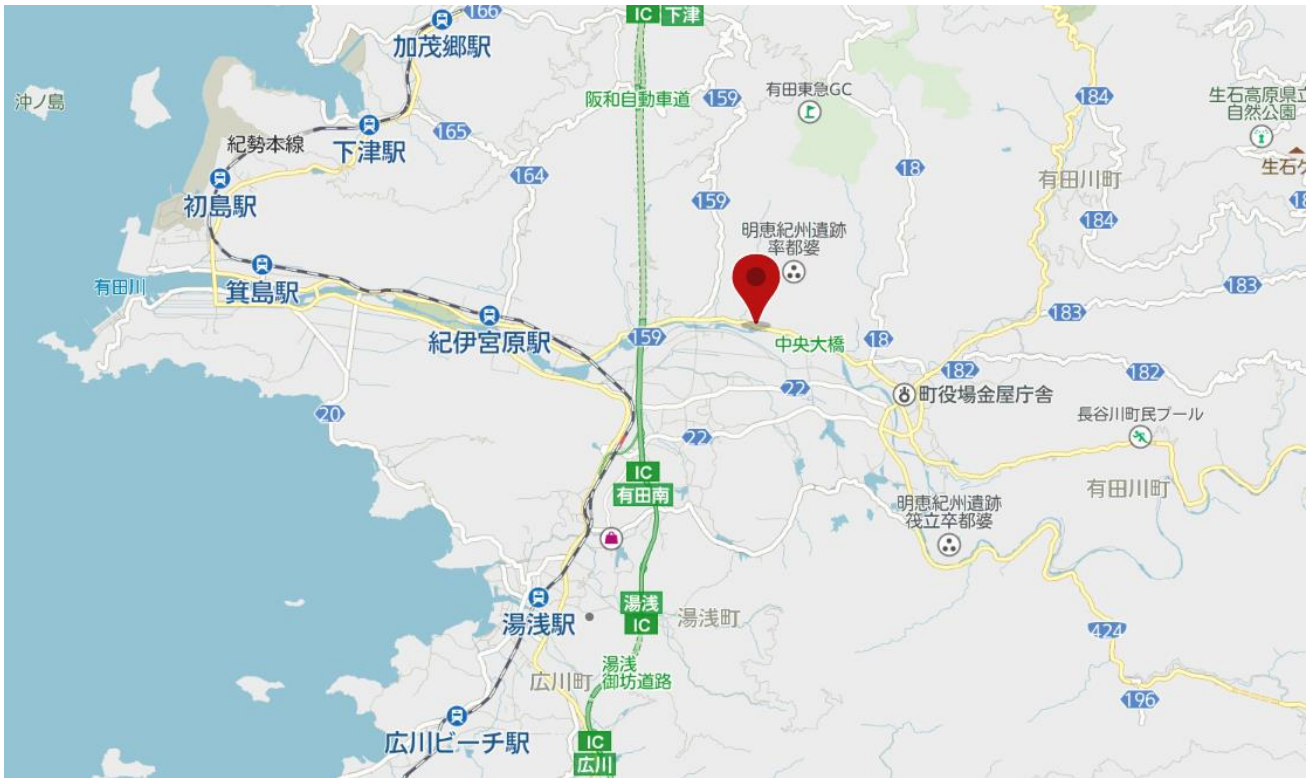 166
IC 下津
加茂郷駅
沖ノ島
阪和自動車道
159
有田東急GC
184
生石高原県立
自然公園
生石ケ
165
紀勢本線
下津駅
164
18
有田川町
初島駅
159
184
18
明恵紀州遺跡
率都婆
有田川
箕島駅
183
183
紀伊宮原駅
159
中央大橋
18
182
182
町役場金屋庁舎
22
20
22
長谷川町民プール
IC
有田南
有田川町
明恵紀州遺跡
筏立卒都婆
湯浅駅
湯浅
IC
湯浅町
424
湯浅
御坊道路
広川町
196
広川ビーチ駅
IC
広川